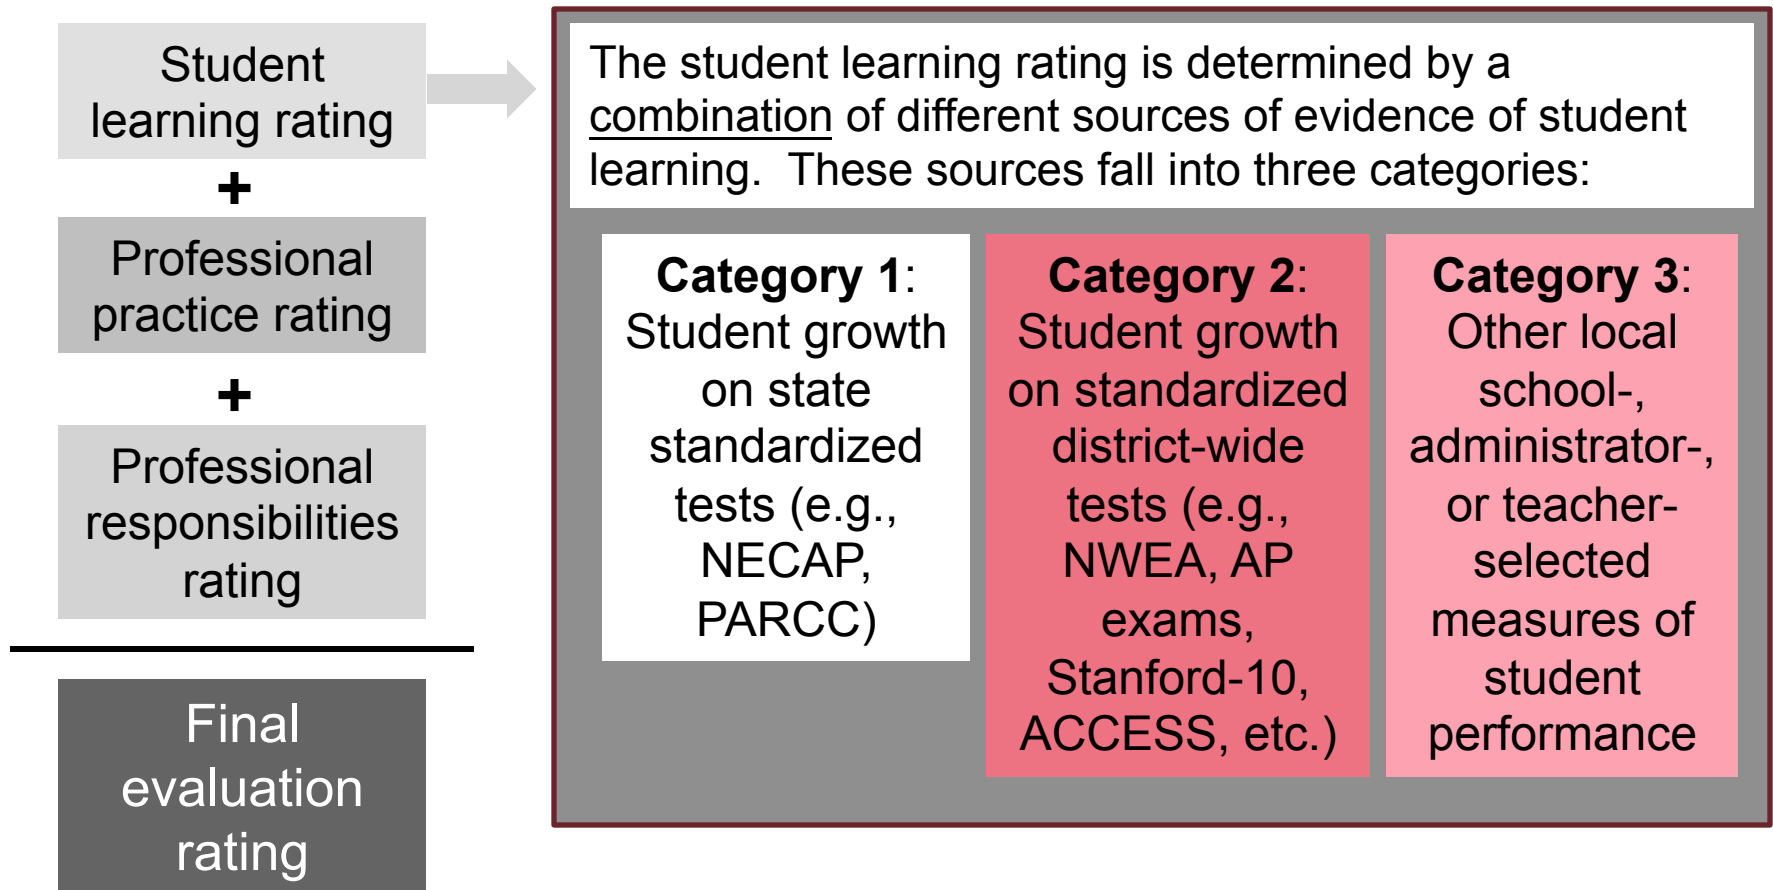 Student
learning rating
+
Professional
practice rating
+
Professional
responsibilities
rating
Final
evaluation
rating
The student learning rating is determined by a
combination of different sources of evidence of student
learning.  These sources fall into three categories:
Category 1:
Student growth
on state
standardized
tests (e.g.,
NECAP,
PARCC)
Category 2:
Student growth
on standardized
district-wide
tests (e.g.,
NWEA, AP
exams,
Stanford-10,
ACCESS, etc.)
Category 3:
Other local
school-,
administrator-,
or teacher-
selected
measures of
student
performance